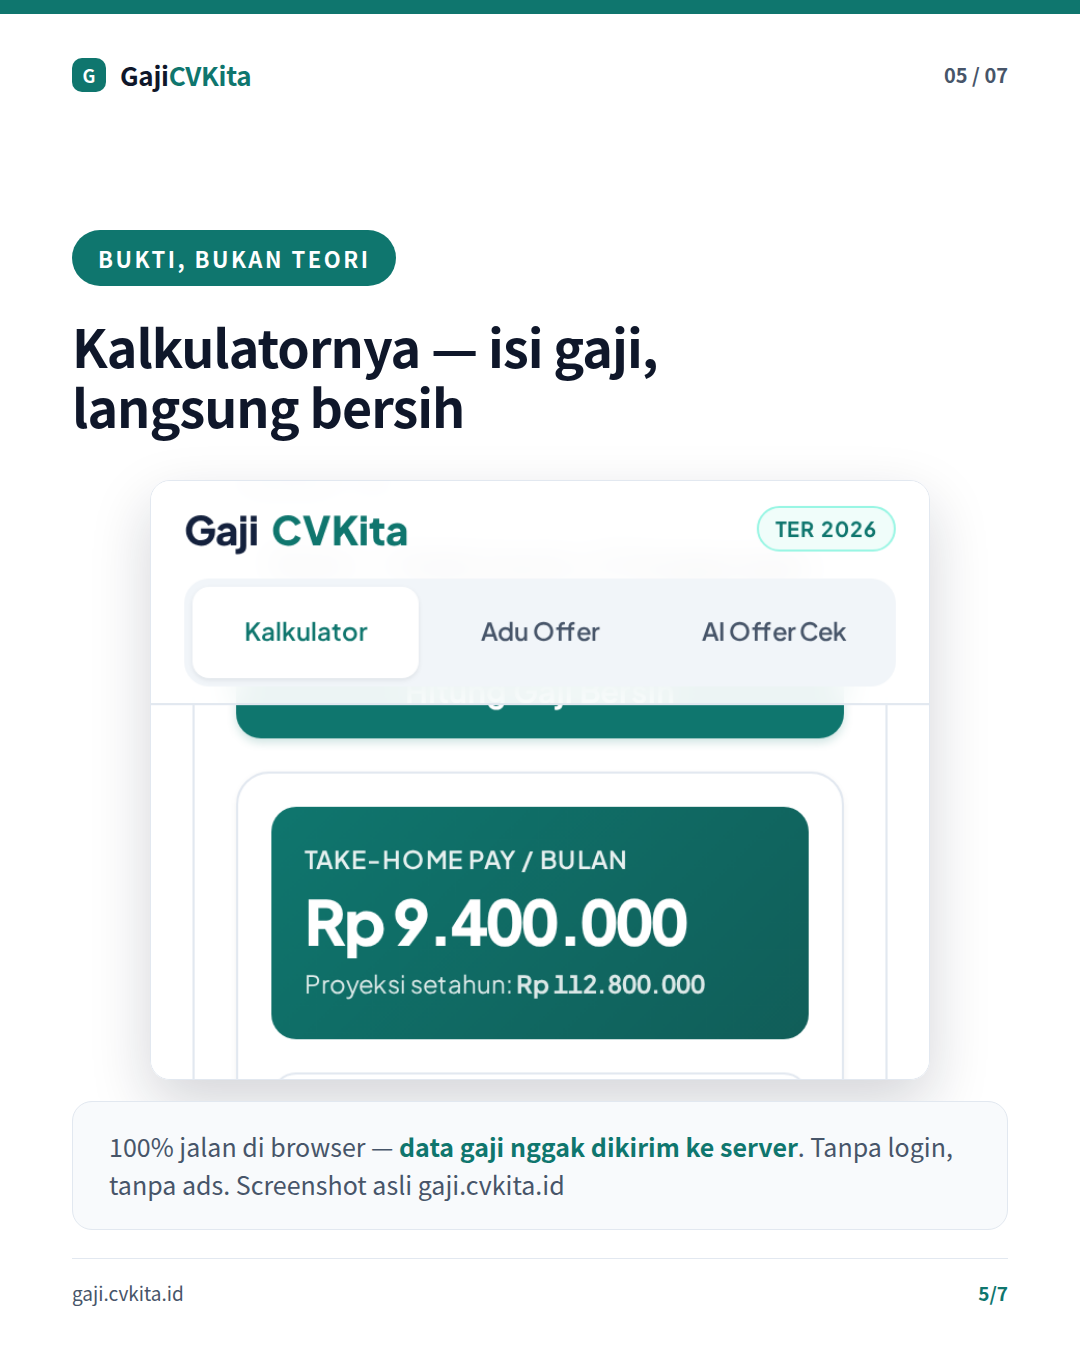 G GajiCVKita
05 / 07
BUKTI, BUKAN TEORI
Kalkulatornya — isi gaji,
langsung bersih
Gaji CVKita
TER 2026
Kalkulator Adu Offer AI Offer Cek
Hitung Gaji Bersih
TAKE-HOME PAY / BULAN
Rp 9.400.000
Proyeksi setahun: Rp 112.800.000
100% jalan di browser — data gaji nggak dikirim ke server. Tanpa login,
tanpa ads. Screenshot asli gaji.cvkita.id
gaji.cvkita.id
5/7